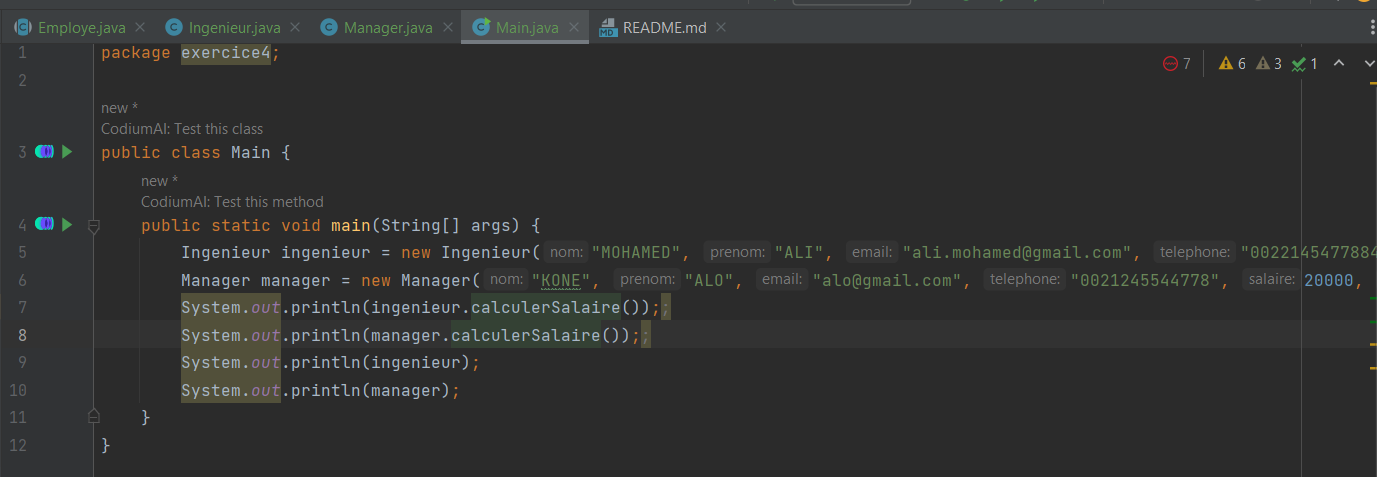 Employe.java Ingenieur.java Manager.java Main.java README.md
1 package exercice4; 7 6 3 1
2
new *
CodiumAI: Test this class
3 public class Main {
new *
CodiumAI: Test this method
4 public static void main(String[] args) {
5 Ingenieur ingenieur = new Ingenieur( nom: "MOHAMED", prenom: "ALI", email: "ali.mohamed@gmail.com", telephone: "0022145477884
6 Manager manager = new Manager( nom: "KONE", prenom: "ALO", email: "alo@gmail.com", telephone: "0021245544778", salaire: 20000,
7 System.out.println(ingenieur.calculerSalaire());;
8 System.out.println(manager.calculerSalaire());;
9 System.out.println(ingenieur);
10 System.out.println(manager);
11 }
12 }